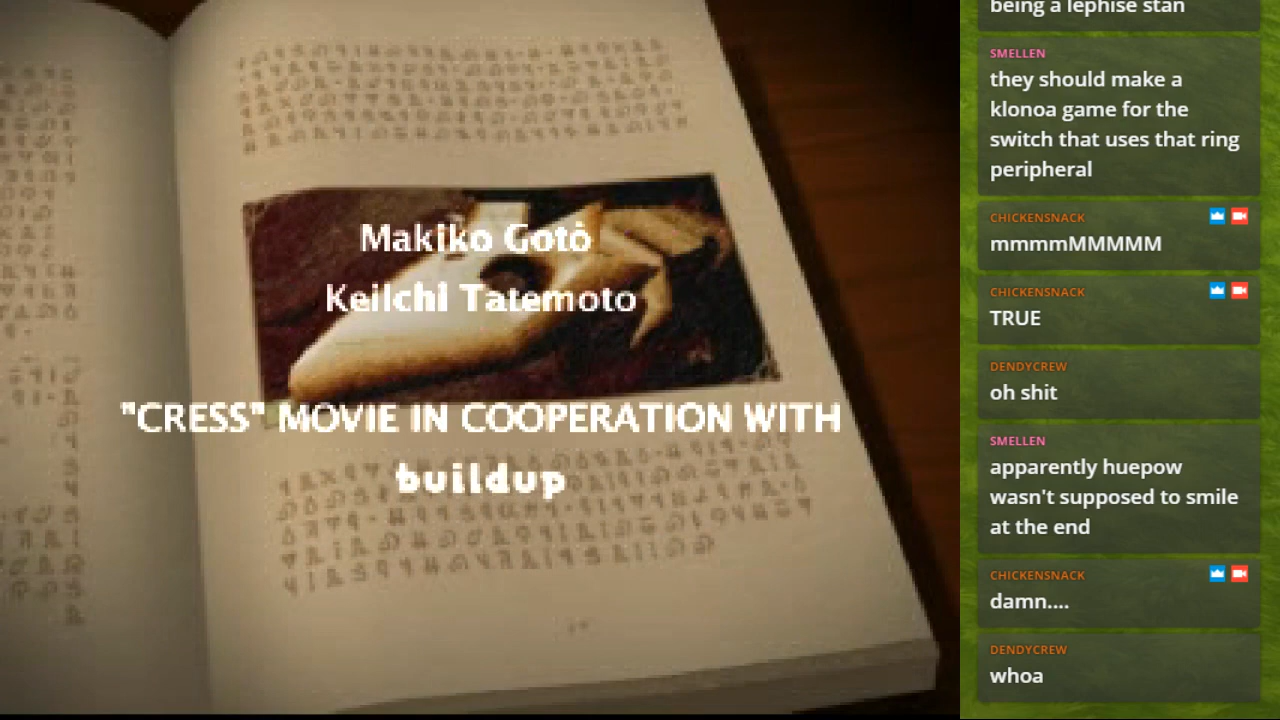 Makiko Gotō
Keiichi Tatemoto
"CRESS" MOVIE IN COOPERATION WITH
buildup
being a lephise stan
SMELLEN
they should make a
klonoa game for the
switch that uses that ring
peripheral
CHICKENSNACK
mmmmMMMMM
CHICKENSNACK
TRUE
DENDYCREW
oh shit
SMELLEN
apparently huepow
wasn't supposed to smile
at the end
CHICKENSNACK
damn....
DENDYCREW
whoa